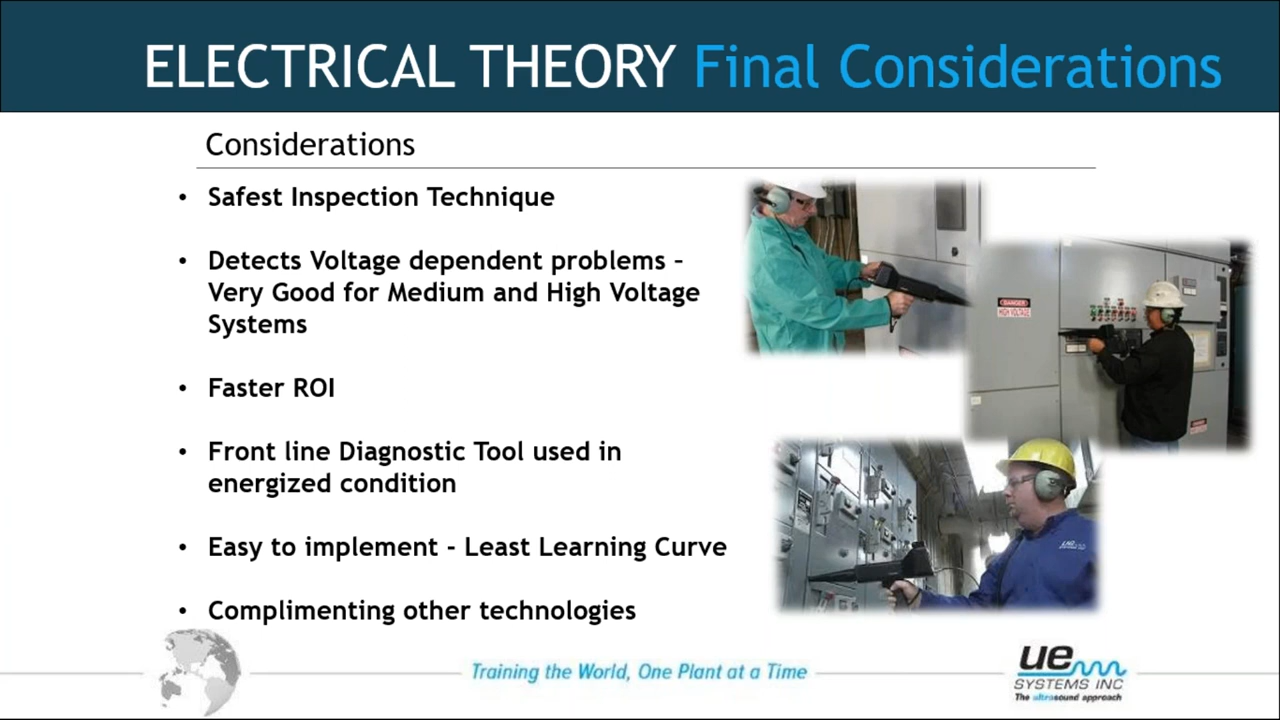 ELECTRICAL THEORY Final Considerations
Considerations
• Safest Inspection Technique
• Detects Voltage dependent problems –
Very Good for Medium and High Voltage
Systems
• Faster ROI
• Front line Diagnostic Tool used in
energized condition
• Easy to implement - Least Learning Curve
• Complimenting other technologies
DANGER
HIGH VOLTAGE
Training the World, One Plant at a Time
ue
SYSTEMS INC
The ultrasound approach